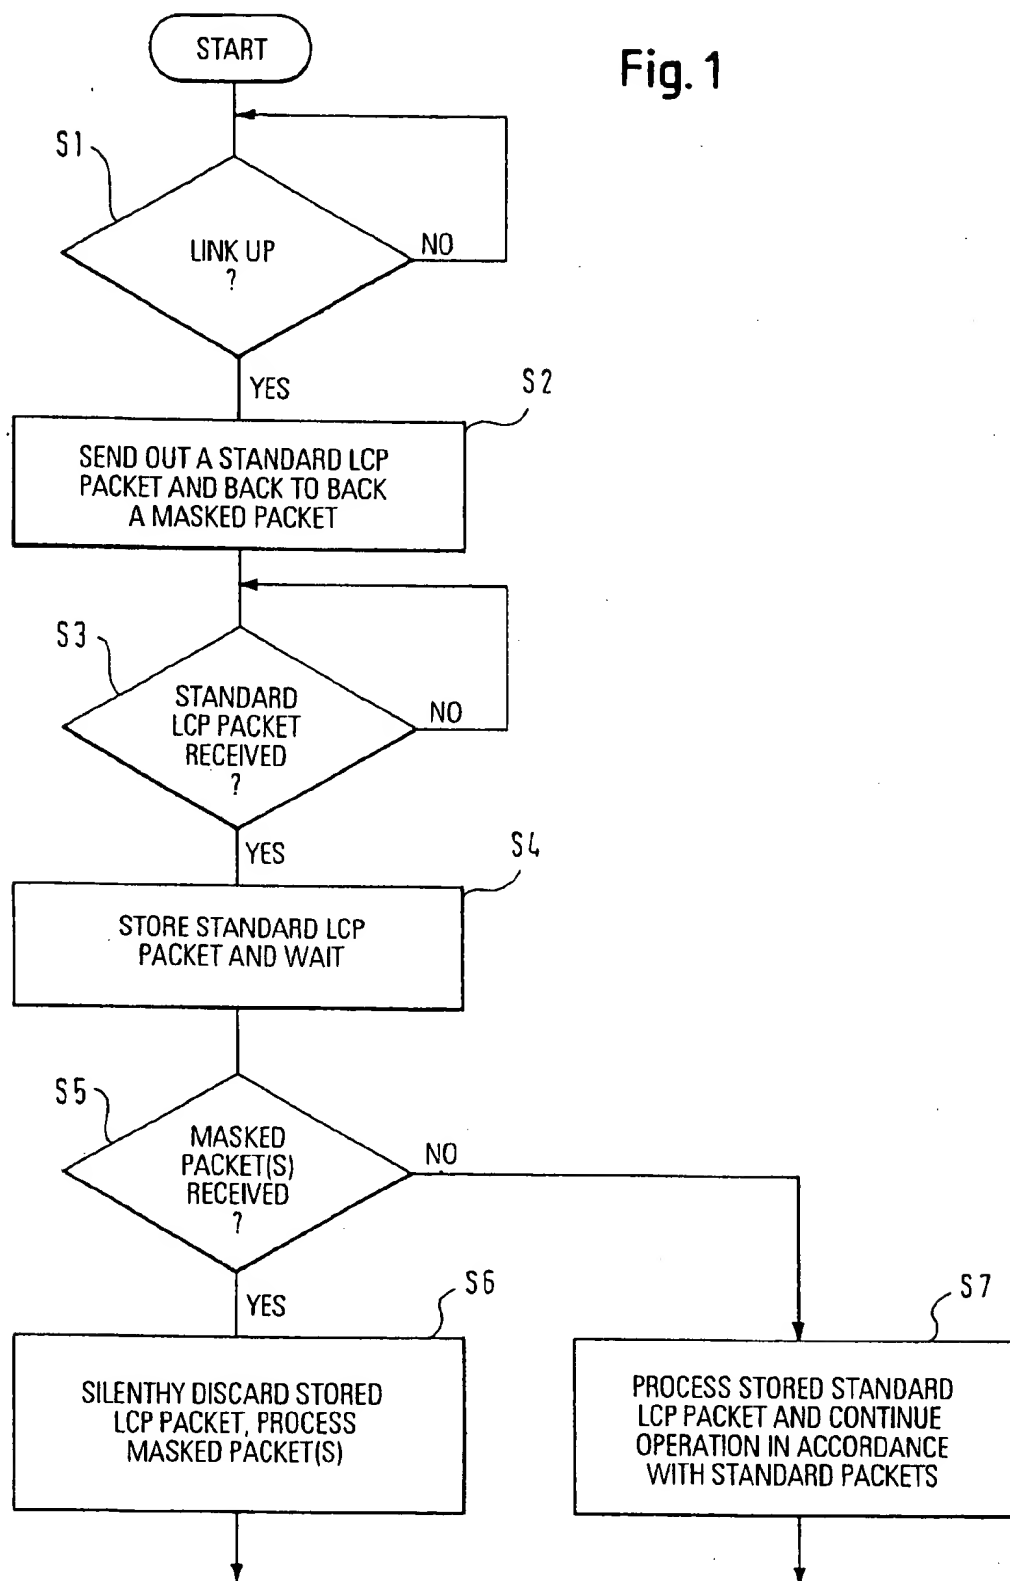 START
Fig. 1
S1
LINK UP
?
NO
YES
S2
SEND OUT A STANDARD LCP
PACKET AND BACK TO BACK
A MASKED PACKET
S3
STANDARD
LCP PACKET
RECEIVED
?
NO
YES
S4
STORE STANDARD LCP
PACKET AND WAIT
S5
MASKED
PACKET(S)
RECEIVED
?
NO
YES
S6
SILENTHY DISCARD STORED
LCP PACKET, PROCESS
MASKED PACKET(S)
S7
PROCESS STORED STANDARD
LCP PACKET AND CONTINUE
OPERATION IN ACCORDANCE
WITH STANDARD PACKETS